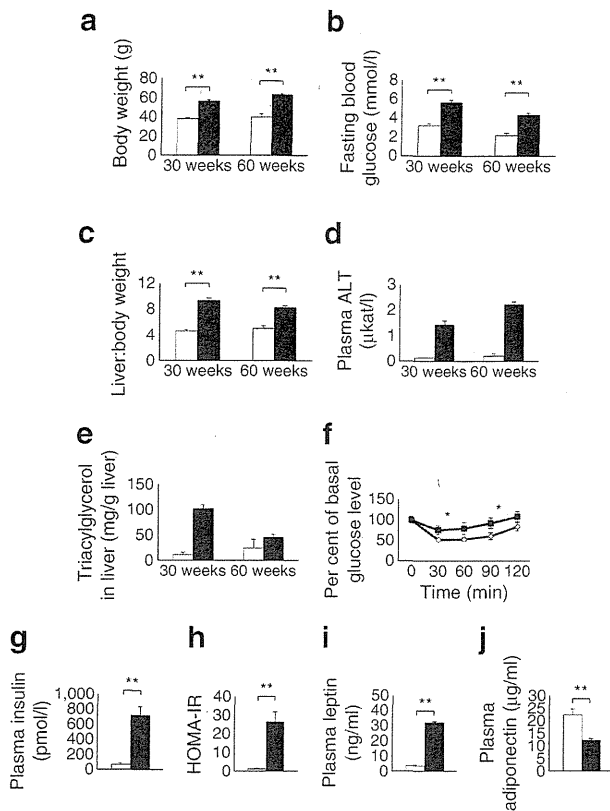 a
Body weight (g)
80
60
40
20
0
**
**
30 weeks
60 weeks
b
Fasting blood
glucose (mmol/l)
8
6
4
2
0
**
**
30 weeks
60 weeks
c
Liver:body weight
12
8
4
0
**
**
30 weeks
60 weeks
d
Plasma ALT
(µkat/l)
3
2
1
0
30 weeks
60 weeks
e
Triacylglycerol
in liver (mg/g liver)
150
100
50
0
30 weeks
60 weeks
f
Per cent of basal
glucose level
150
100
50
0
*
*
0 30 60 90 120
Time (min)
g
Plasma insulin
(pmol/l)
1,000
800
600
400
200
0
**
h
HOMA-IR
40
30
20
10
0
**
i
Plasma leptin
(ng/ml)
50
40
30
20
10
0
**
j
Plasma
adiponectin (µg/ml)
30
25
20
15
10
5
0
**